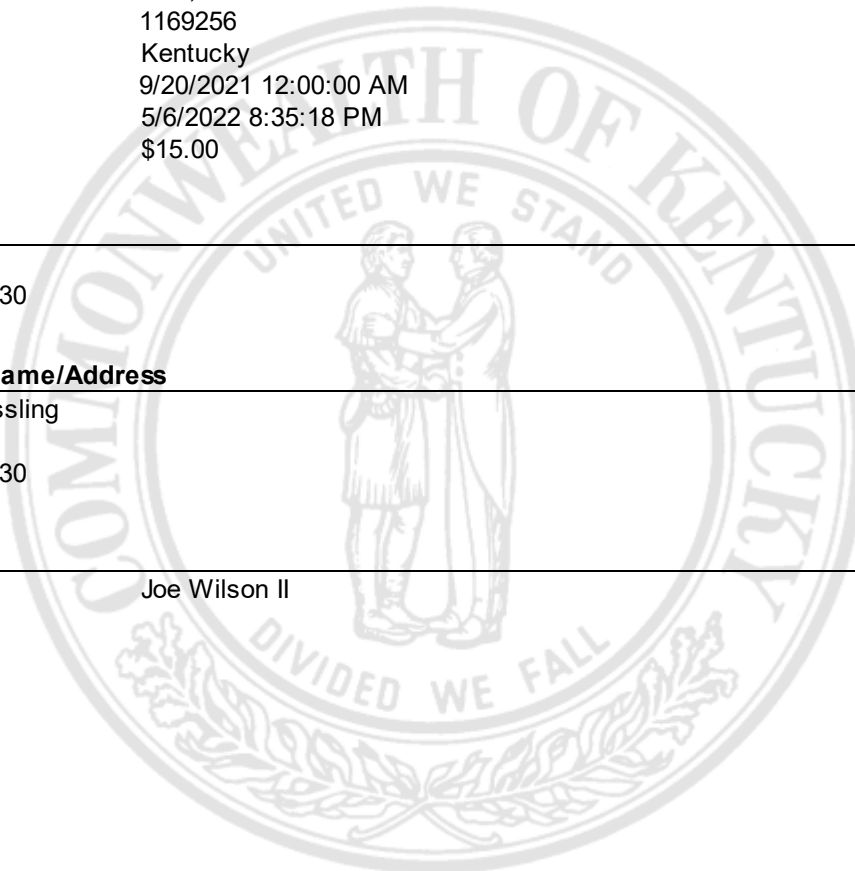 1169256
Kentucky
9/20/2021 12:00:00 AM
5/6/2022 8:35:18 PM
$15.00
COMMONWEALTH OF KENTUCKY
UNITED WE STAND
30
ame/Address
ssling
30
Joe Wilson II
DIVIDED WE FALL